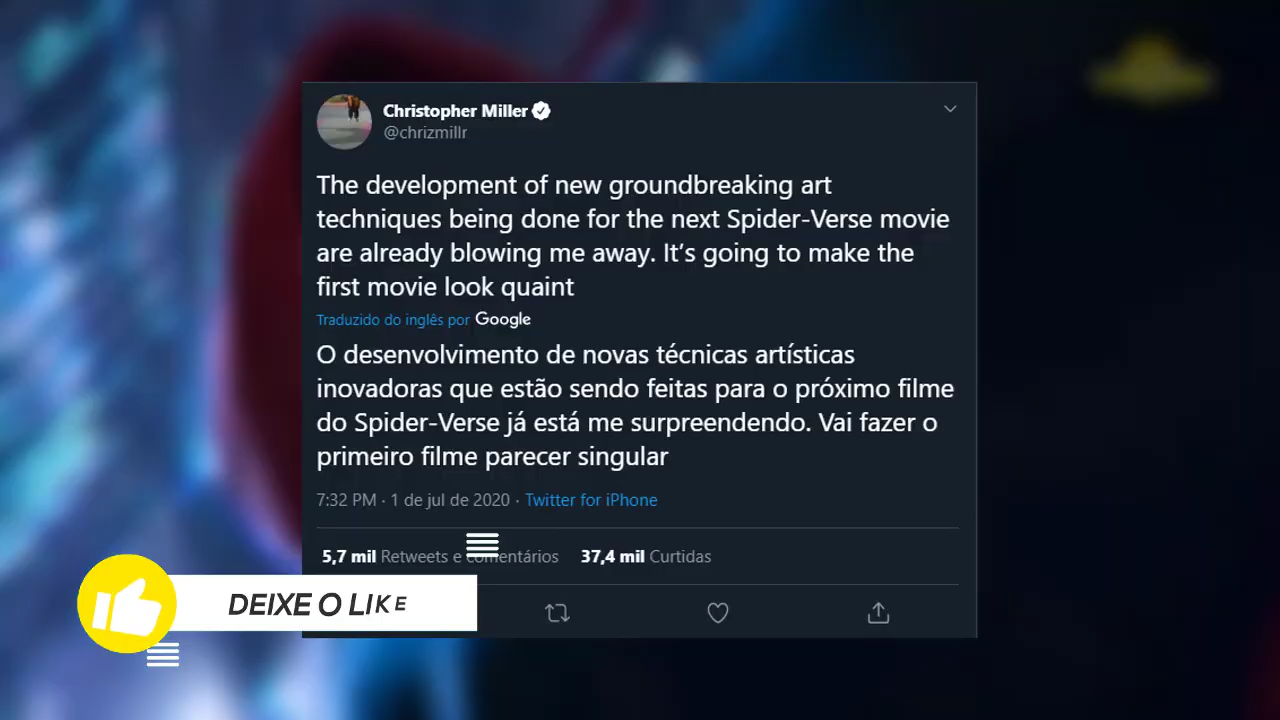 Christopher Miller
@chrizmillr
The development of new groundbreaking art
techniques being done for the next Spider-Verse movie
are already blowing me away. It’s going to make the
first movie look quaint
Traduzido do inglês por Google
O desenvolvimento de novas técnicas artísticas
inovadoras que estão sendo feitas para o próximo filme
do Spider-Verse já está me surpreendendo. Vai fazer o
primeiro filme parecer singular
7:32 PM · 1 de jul de 2020 · Twitter for iPhone
5,7 mil Retweets e comentários 37,4 mil Curtidas
DEIXE O LIKE